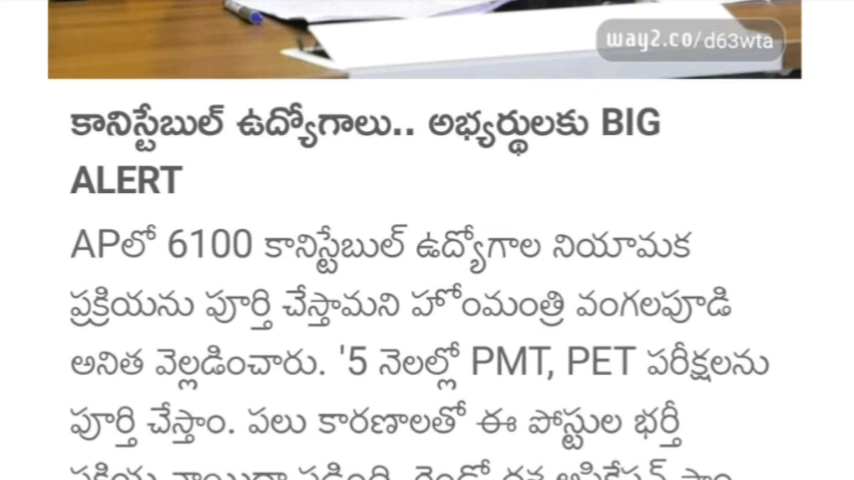 way2.co/d63wta
కానిస్టేబుల్ ఉద్యోగాలు.. అభ్యర్థులకు BIG
ALERT
APలో 6100 కానిస్టేబుల్ ఉద్యోగాల నియామక
ప్రక్రియను పూర్తి చేస్తామని హోంమంత్రి వంగలపూడి
అనిత వెల్లడించారు. '5 నెలల్లో PMT, PET పరీక్షలను
పూర్తి చేస్తాం. పలు కారణాలతో ఈ పోస్టుల భర్తీ